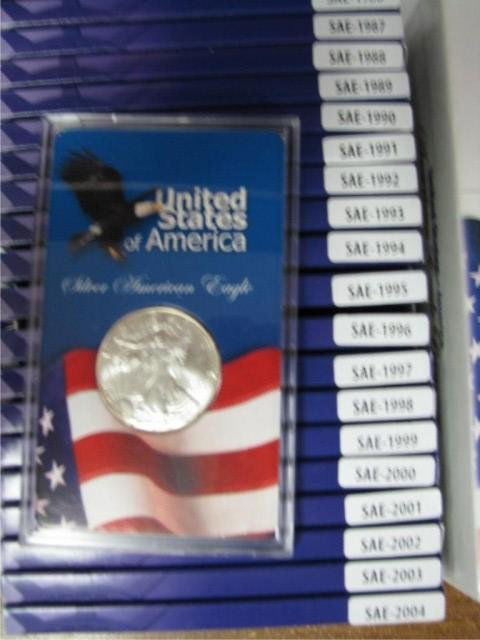 SAE-1987
SAE-1988
SAE-1989
SAE-1990
SAE-1991
SAE-1992
SAE-1993
SAE-1994
SAE-1995
SAE-1996
SAE-1997
SAE-1998
SAE-1999
SAE-2000
SAE-2001
SAE-2002
SAE-2003
SAE-2004
United
States
of America
Silver American Eagle